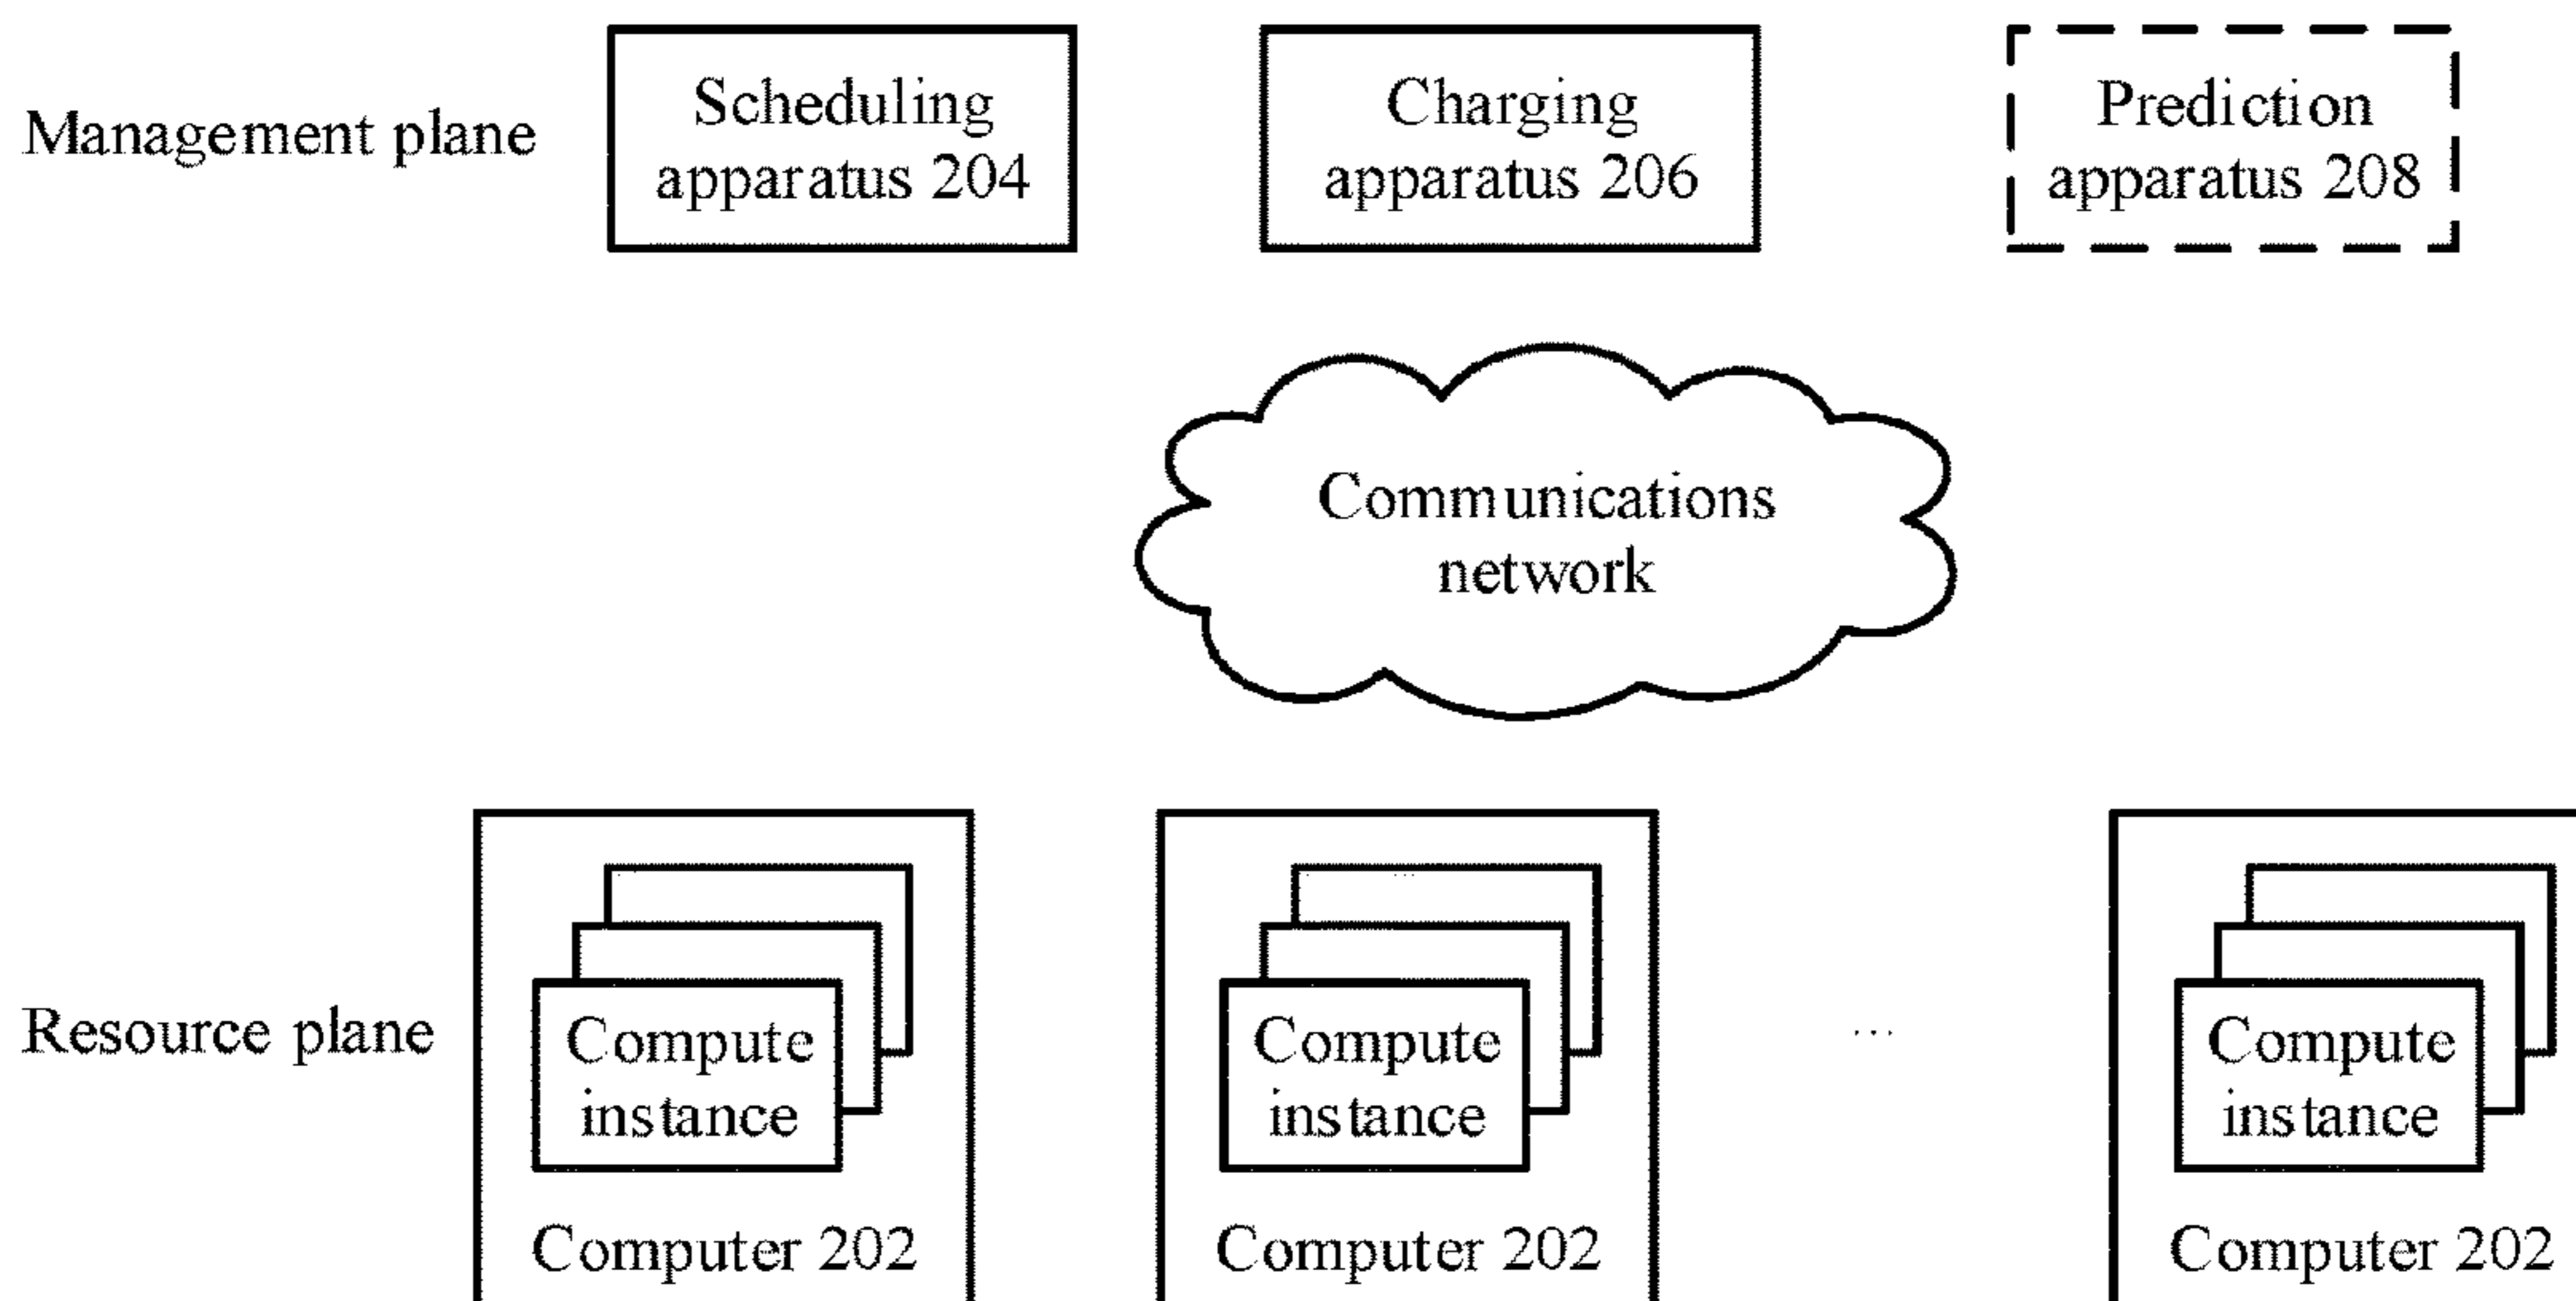 Management plane
Scheduling
apparatus 204
Charging
apparatus 206
Prediction
apparatus 208
Communications
network
Resource plane
Compute
instance
Computer 202
Compute
instance
Computer 202
...
Compute
instance
Computer 202